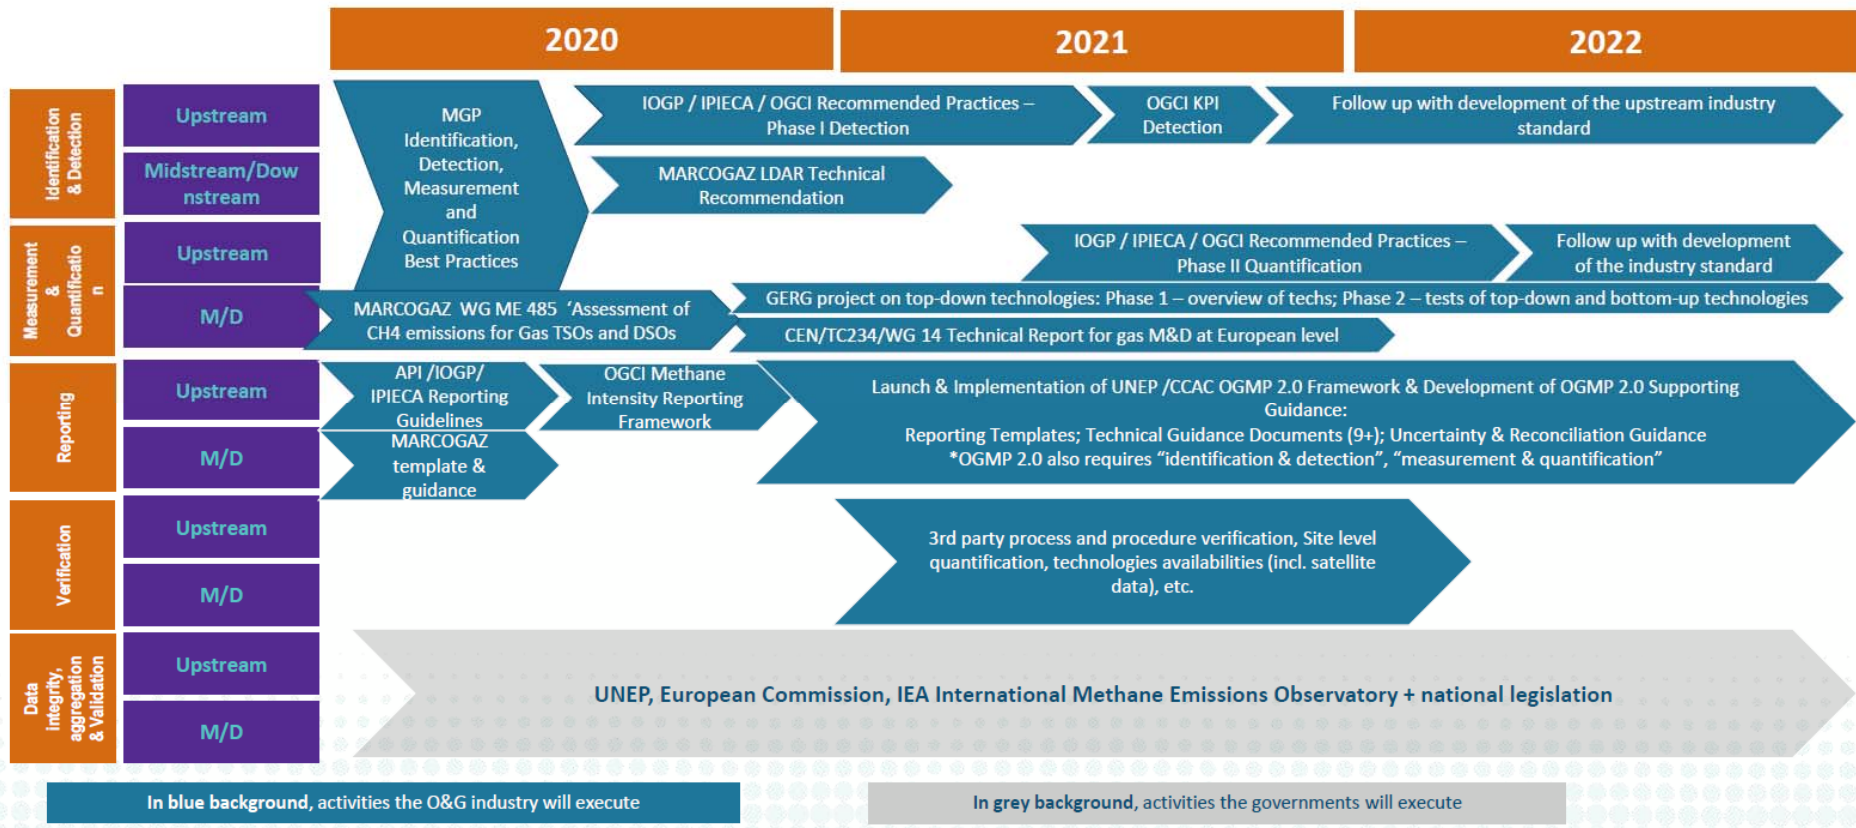 2020
2021
2022
Identification
& Detection
Upstream
Midstream/Dow
nstream
MGP
Identification,
Detection,
Measurement
and
Quantification
Best Practices
IOGP / IPIECA / OGCI Recommended Practices –
Phase I Detection
OGCI KPI
Detection
Follow up with development of the upstream industry
standard
MARCOGAZ LDAR Technical
Recommendation
Measurement
&
Quantificatio
n
Upstream
M/D
IOGP / IPIECA / OGCI Recommended Practices –
Phase II Quantification
Follow up with development
of the industry standard
MARCOGAZ WG ME 485 ‘Assessment of
CH4 emissions for Gas TSOs and DSOs
GERG project on top-down technologies: Phase 1 – overview of techs; Phase 2 – tests of top-down and bottom-up technologies
CEN/TC234/WG 14 Technical Report for gas M&D at European level
Reporting
Upstream
M/D
API /IOGP/
IPIECA Reporting
Guidelines
OGCI Methane
Intensity Reporting
Framework
MARCOGAZ
template &
guidance
Launch & Implementation of UNEP /CCAC OGMP 2.0 Framework & Development of OGMP 2.0 Supporting
Guidance:
Reporting Templates; Technical Guidance Documents (9+); Uncertainty & Reconciliation Guidance
*OGMP 2.0 also requires “identification & detection”, “measurement & quantification”
Verification
Upstream
M/D
3rd party process and procedure verification, Site level
quantification, technologies availabilities (incl. satellite
data), etc.
Data
integrity,
aggregation
& Validation
Upstream
M/D
UNEP, European Commission, IEA International Methane Emissions Observatory + national legislation
In blue background, activities the O&G industry will execute
In grey background, activities the governments will execute